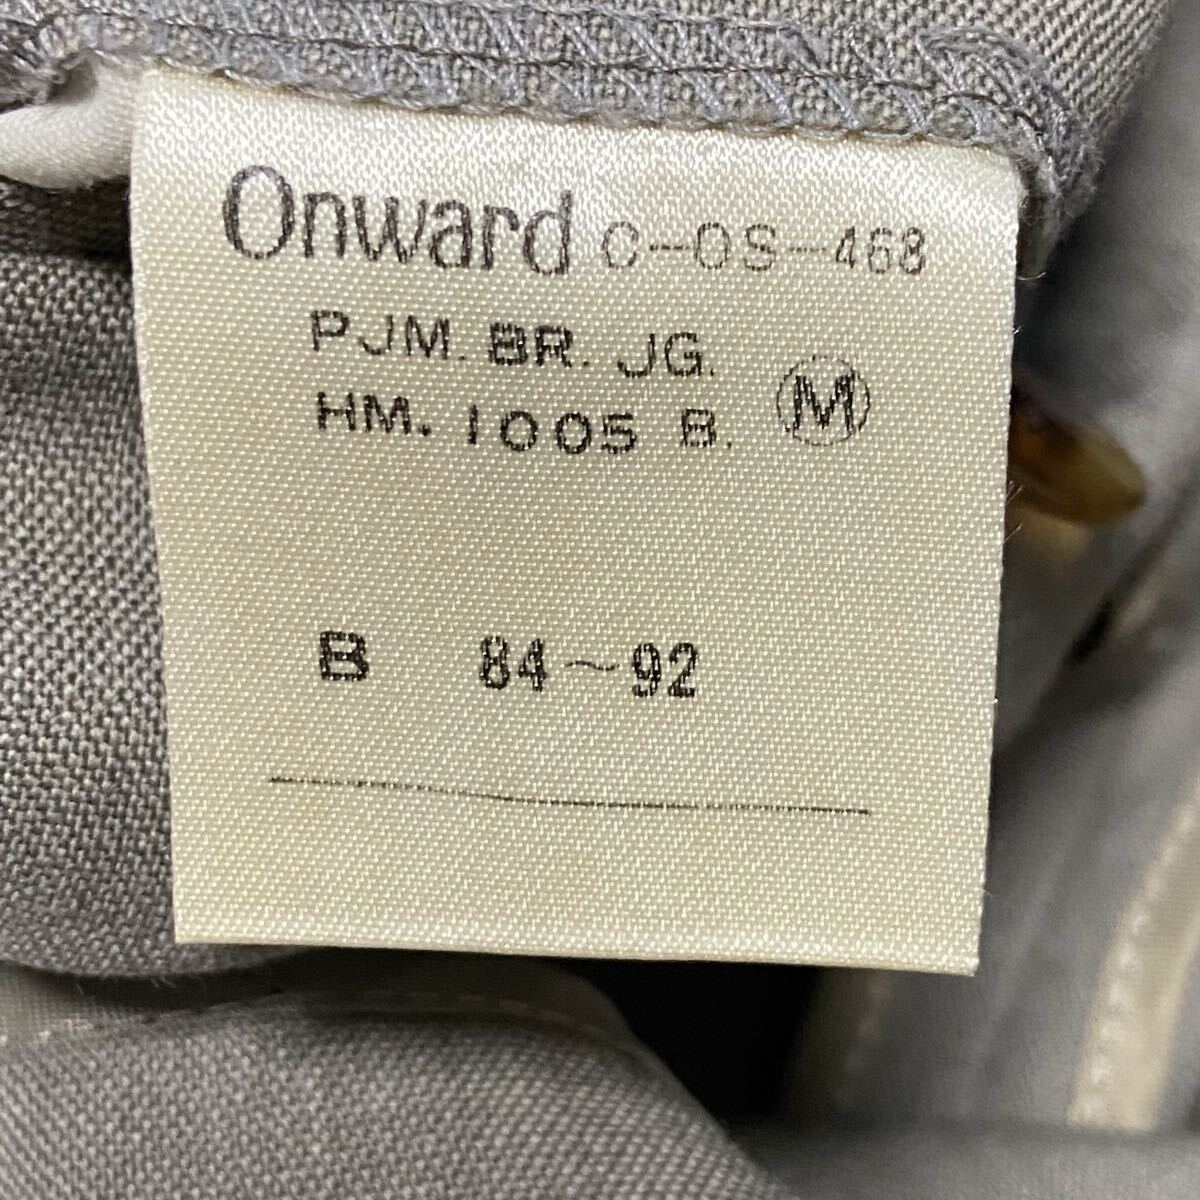 Onward C-OS-468
PJM. BR. JG.
HM. 1005 B. M
B 84~92